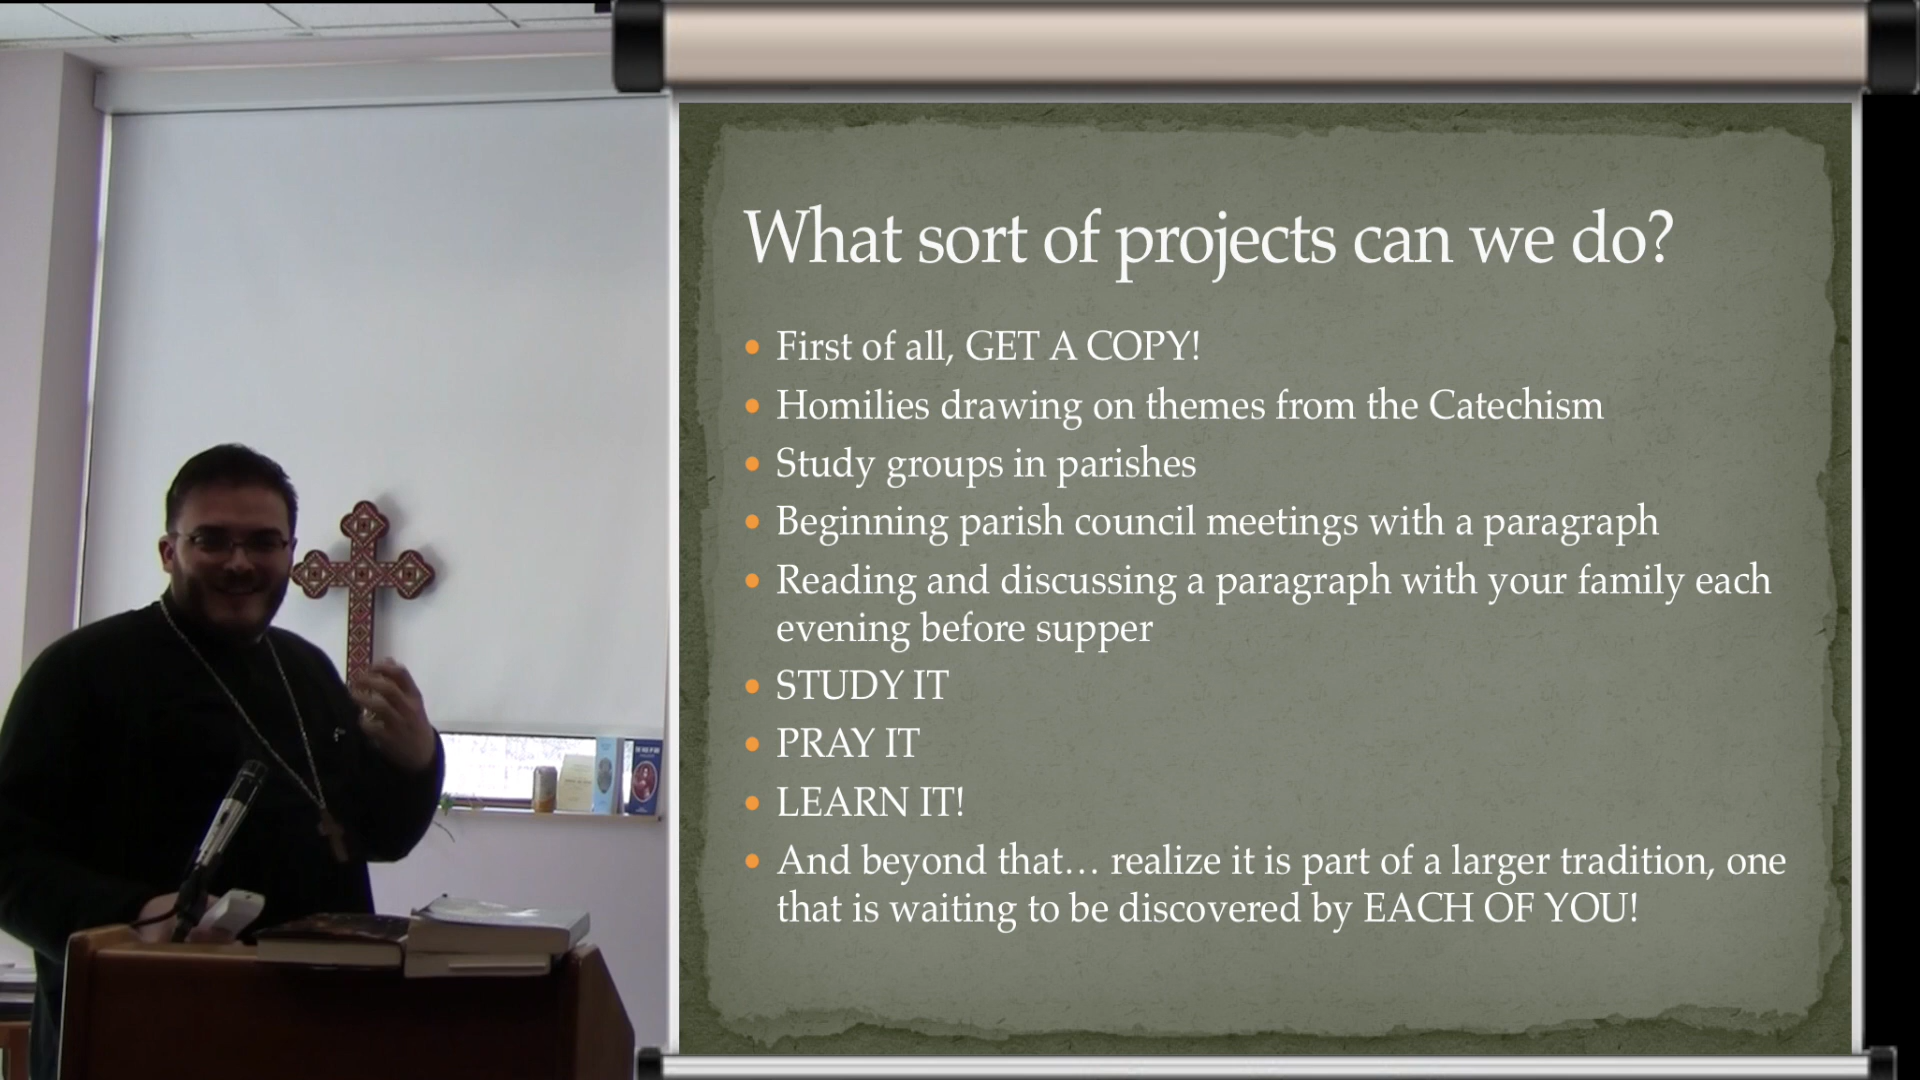 What sort of projects can we do?
• First of all, GET A COPY!
• Homilies drawing on themes from the Catechism
• Study groups in parishes
• Beginning parish council meetings with a paragraph
• Reading and discussing a paragraph with your family each
evening before supper
• STUDY IT
• PRAY IT
• LEARN IT!
• And beyond that… realize it is part of a larger tradition, one
that is waiting to be discovered by EACH OF YOU!